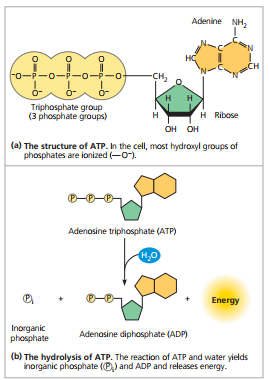 Adenine NH₂
O O O
⁻O–P–O–P–O–P–O–CH₂
O⁻ O⁻ O⁻
N C C N
HC C CH
N N
O
H H
H H
Triphosphate group
(3 phosphate groups)
Ribose
OH OH
(a) The structure of ATP. In the cell, most hydroxyl groups of
phosphates are ionized (—O⁻).
P P P
Adenosine triphosphate (ATP)
H₂O
Pᵢ + P P + Energy
Inorganic
phosphate
Adenosine diphosphate (ADP)
(b) The hydrolysis of ATP. The reaction of ATP and water yields
inorganic phosphate (Pᵢ) and ADP and releases energy.